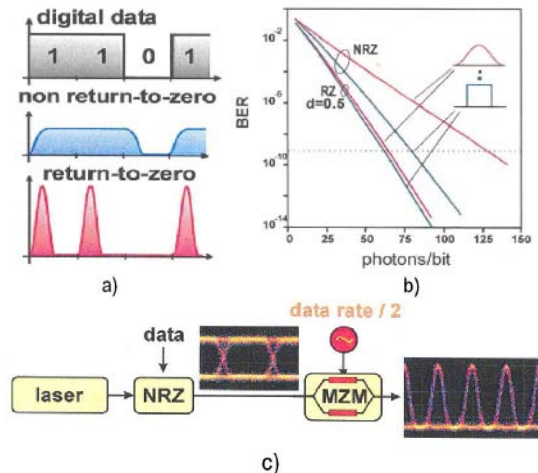 digital data
1 1 0 1
non return-to-zero
return-to-zero
a)
BER
10-2
10-6
10-10
10-14
NRZ
RZ
d=0.5
0 25 50 75 100 125 150
photons/bit
b)
data rate / 2
data
laser
NRZ
MZM
c)